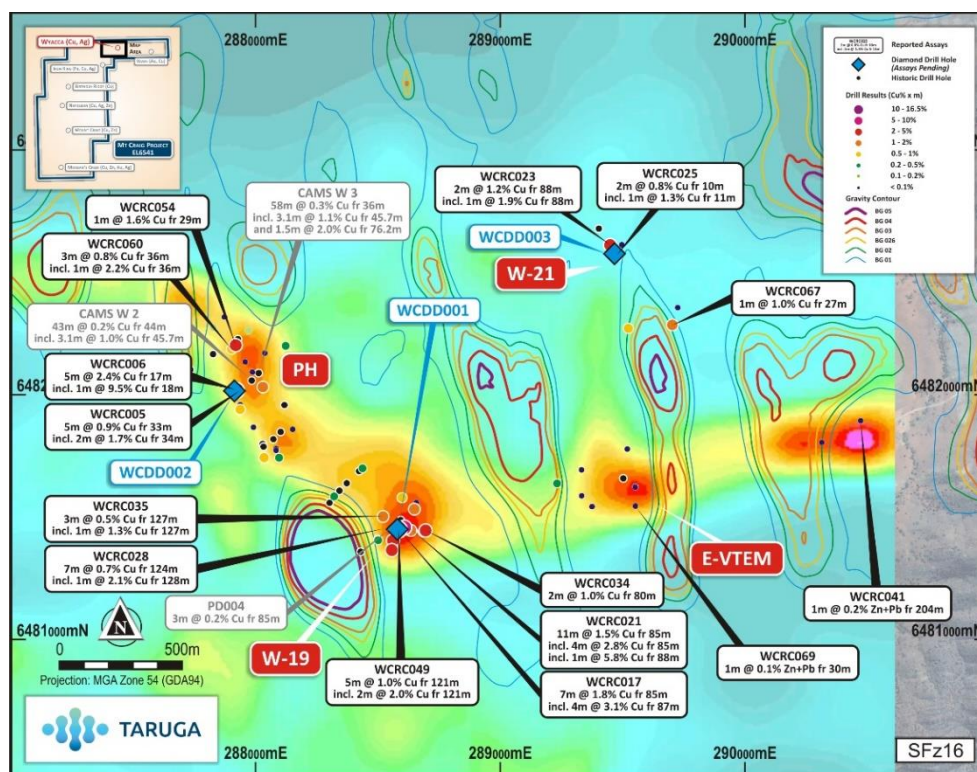 288000mE
289000mE
290000mE
WYACCA (CU, AG)
MAP
AREA
MT CRAIG PROJECT
EL6541
Reported Assays
Diamond Drill Hole
(Assays Pending)
Historic Drill Hole
Drill Results (Cu% x m)
10 - 16.5%
5 - 10%
2 - 5%
1 - 2%
0.5 - 1%
0.2 - 0.5%
0.1 - 0.2%
< 0.1%
Gravity Contour
BG 05
BG 04
BG 03
BG 026
BG 02
BG 01
WCRC054
1m @ 1.6% Cu fr 29m
WCRC060
3m @ 0.8% Cu fr 36m
incl. 1m @ 2.2% Cu fr 36m
CAMS W 2
43m @ 0.2% Cu fr 44m
incl. 3.1m @ 1.0% Cu fr 45.7m
WCRC006
5m @ 2.4% Cu fr 17m
incl. 1m @ 9.5% Cu fr 18m
WCRC005
5m @ 0.9% Cu fr 33m
incl. 2m @ 1.7% Cu fr 34m
WCDD002
CAMS W 3
58m @ 0.3% Cu fr 36m
incl. 3.1m @ 1.1% Cu fr 45.7m
and 1.5m @ 2.0% Cu fr 76.2m
WCDD001
PH
WCRC023
2m @ 1.2% Cu fr 88m
incl. 1m @ 1.9% Cu fr 88m
WCRC025
2m @ 0.8% Cu fr 10m
incl. 1m @ 1.3% Cu fr 11m
WCDD003
W-21
WCRC067
1m @ 1.0% Cu fr 27m
6482
6482000mN
WCRC035
3m @ 0.5% Cu fr 127m
incl. 1m @ 1.3% Cu fr 127m
WCRC028
7m @ 0.7% Cu fr 124m
incl. 1m @ 2.1% Cu fr 128m
PD004
3m @ 0.2% Cu fr 85m
W-19
WCRC049
5m @ 1.0% Cu fr 121m
incl. 2m @ 2.0% Cu fr 121m
WCRC034
2m @ 1.0% Cu fr 80m
WCRC021
11m @ 1.5% Cu fr 85m
incl. 4m @ 2.8% Cu fr 85m
incl. 1m @ 5.8% Cu fr 88m
WCRC017
7m @ 1.8% Cu fr 85m
incl. 4m @ 3.1% Cu fr 87m
E-VTEM
WCRC069
1m @ 0.1% Zn+Pb fr 30m
WCRC041
1m @ 0.2% Zn+Pb fr 204m
6481000mN
6481000mN
N
0
500m
Projection: MGA Zone 54 (GDA94)
TARUGA
288000mE
289000mE
290000mE
SFz16